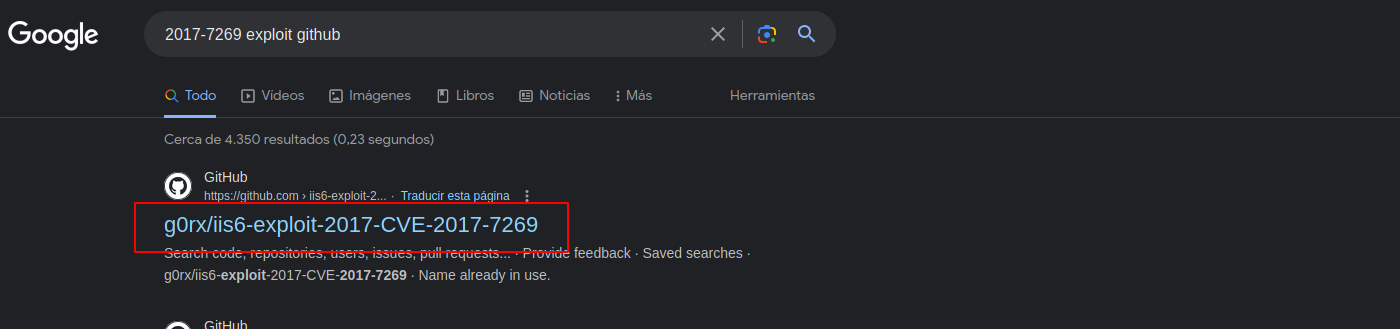 Google
2017-7269 exploit github
Todo Vídeos Imágenes Libros Noticias Más Herramientas
Cerca de 4.350 resultados (0,23 segundos)
GitHub
https://github.com › iis6-exploit-2... · Traducir esta página
g0rx/iis6-exploit-2017-CVE-2017-7269
Search code, repositories, users, issues, pull requests... · Provide feedback · Saved searches ·
g0rx/iis6-exploit-2017-CVE-2017-7269 · Name already in use.
GitHub